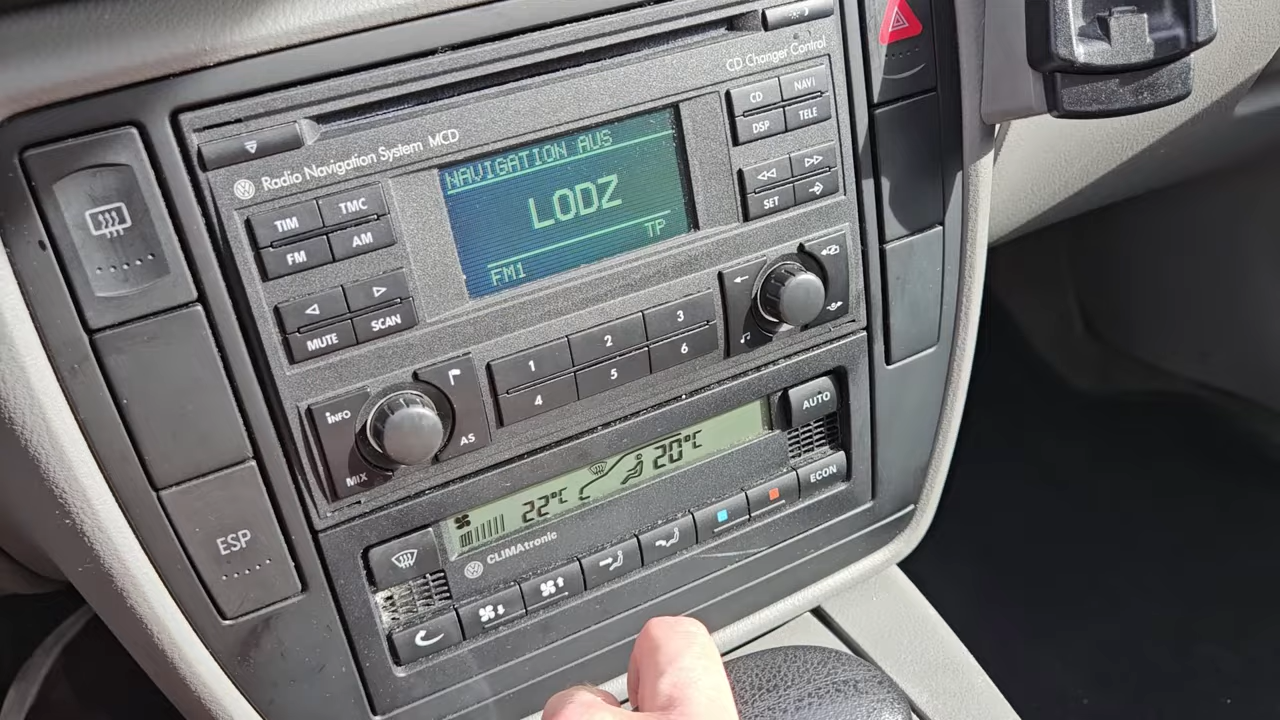 CD Changer Control
Radio Navigation System MCD
CD NAVI
DSP TELE
NAVIGATION AUS
LODZ
TP
FM1
TIM TMC
FM AM
MUTE SCAN
SET
1 2 3
4 5 6
iNFO
MIX
AS
AUTO
22°C 20°C
ECON
CLIMAtronic
ESP